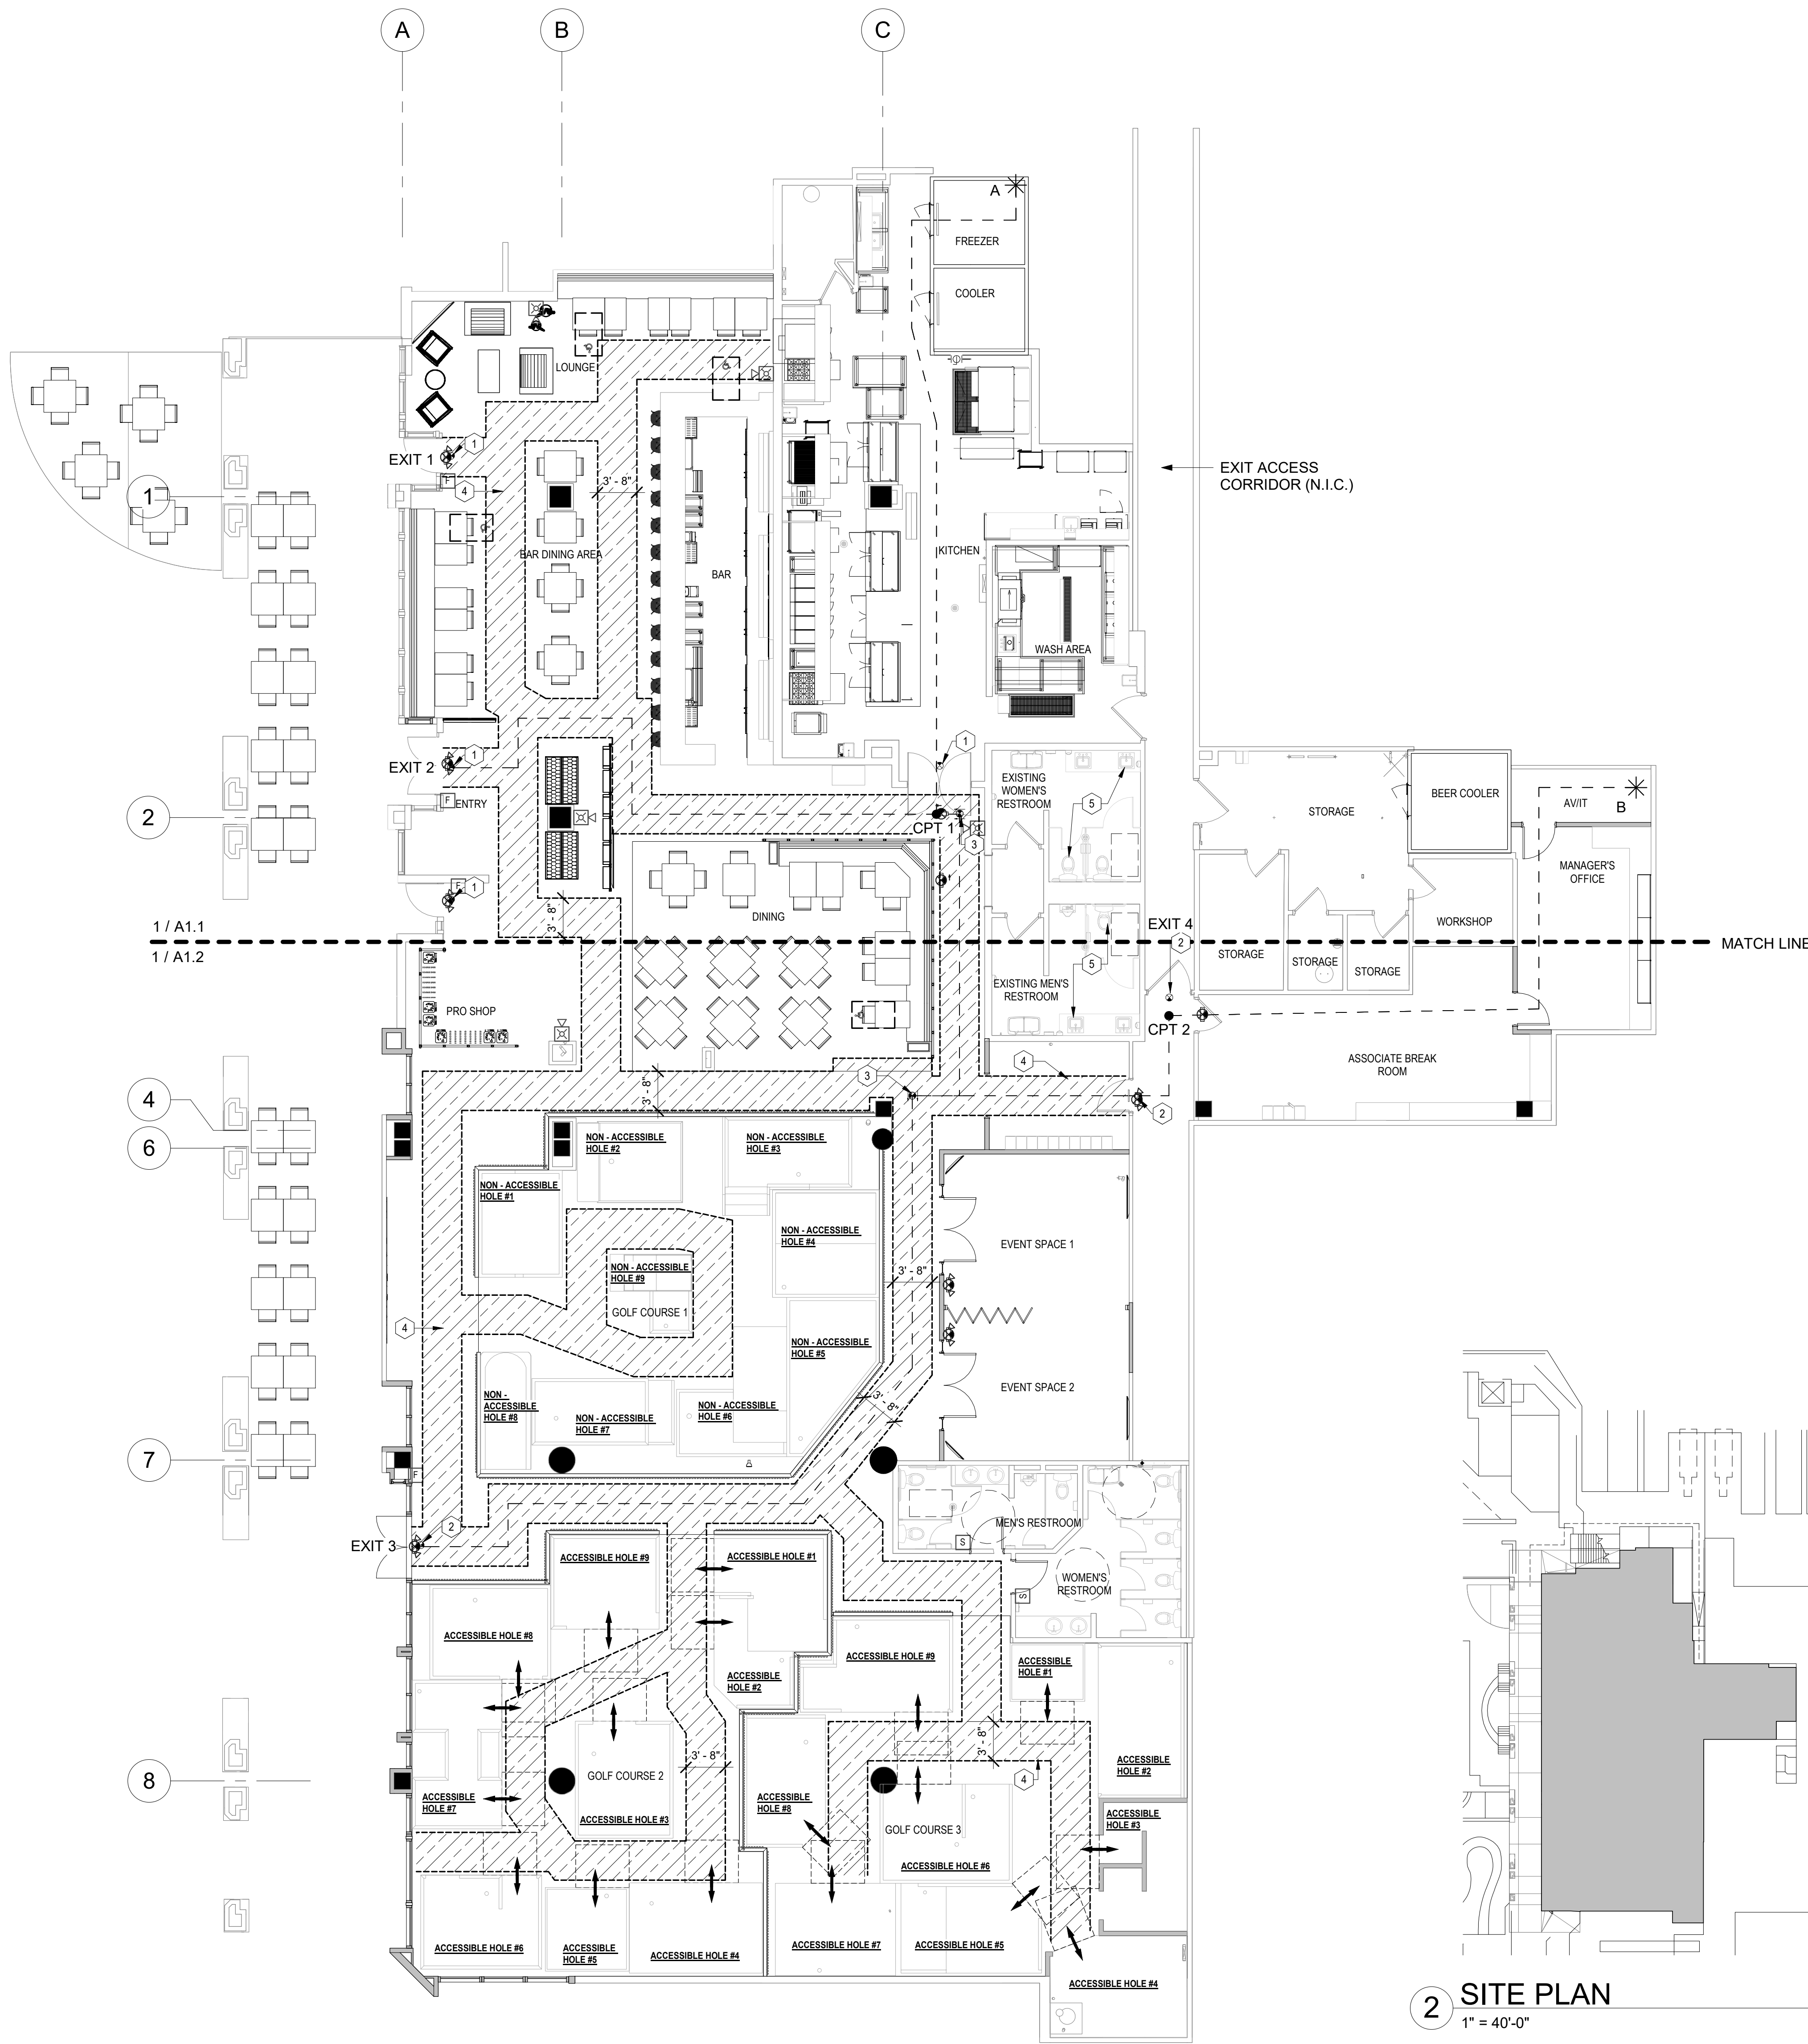 A
B
C
A
FREEZER
COOLER
LOUNGE
EXIT 1
1
F
4
3' - 8"
1
BAR DINING AREA
BAR
KITCHEN
WASH AREA
EXIT ACCESS
CORRIDOR (N.I.C.)
EXIT 2
1
F
ENTRY
2
1
CPT 1
3
EXISTING
WOMEN'S
RESTROOM
5
STORAGE
BEER COOLER
AV/IT
B
MANAGER'S
OFFICE
F
1
3' - 8"
DINING
WORKSHOP
1 / A1.1
1 / A1.2
EXIT 4
2
MATCH LINE
STORAGE
STORAGE
STORAGE
5
EXISTING MEN'S
RESTROOM
PRO SHOP
CPT 2
ASSOCIATE BREAK
ROOM
4
3
3' - 8"
2
4
6
NON - ACCESSIBLE
HOLE #2
NON - ACCESSIBLE
HOLE #3
NON - ACCESSIBLE
HOLE #1
NON - ACCESSIBLE
HOLE #4
NON - ACCESSIBLE
HOLE #9
GOLF COURSE 1
3' - 8"
EVENT SPACE 1
4
NON - ACCESSIBLE
HOLE #5
EVENT SPACE 2
NON -
ACCESSIBLE
HOLE #8
NON - ACCESSIBLE
HOLE #7
NON - ACCESSIBLE
HOLE #6
3' - 8"
7
F
EXIT 3
2
MEN'S RESTROOM
S
WOMEN'S
RESTROOM
S
ACCESSIBLE HOLE #9
ACCESSIBLE HOLE #1
ACCESSIBLE HOLE #8
ACCESSIBLE
HOLE #2
ACCESSIBLE HOLE #9
ACCESSIBLE
HOLE #1
3' - 8"
3' - 8"
8
GOLF COURSE 2
ACCESSIBLE
HOLE #7
ACCESSIBLE HOLE #3
ACCESSIBLE
HOLE #8
4
ACCESSIBLE
HOLE #2
ACCESSIBLE
HOLE #3
GOLF COURSE 3
ACCESSIBLE HOLE #6
ACCESSIBLE HOLE #6
ACCESSIBLE
HOLE #5
ACCESSIBLE HOLE #4
ACCESSIBLE HOLE #7
ACCESSIBLE HOLE #5
ACCESSIBLE HOLE #4
2
SITE PLAN
1" = 40'-0"